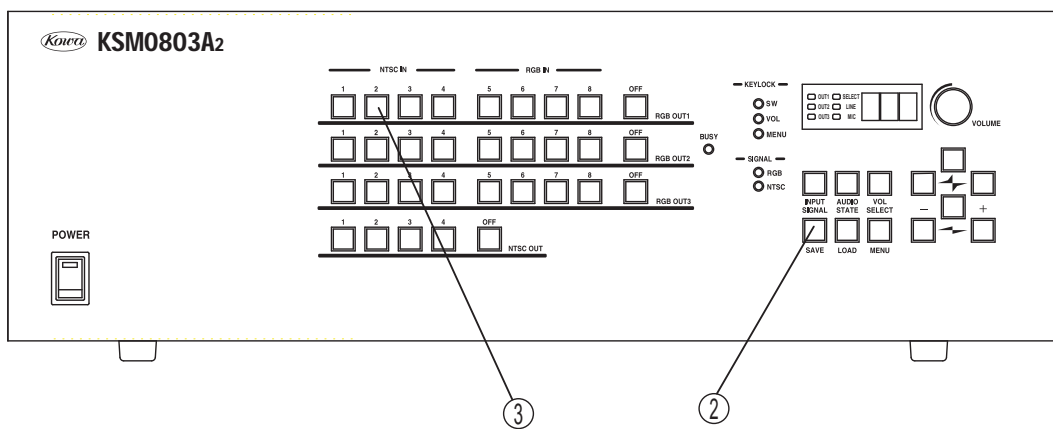 Kowa KSM0803A2
NTSC IN RGB IN
1 2 3 4 5 6 7 8 OFF
RGB OUT1
1 2 3 4 5 6 7 8 OFF
RGB OUT2
1 2 3 4 5 6 7 8 OFF
RGB OUT3
1 2 3 4 OFF
NTSC OUT
POWER
BUSY
KEYLOCK
SW
VOL
MENU
SIGNAL
RGB
NTSC
OUT1 SELECT
OUT2 LINE
OUT3 MIC
VOLUME
INPUT SIGNAL
AUDIO STATE
VOL SELECT
SAVE LOAD MENU
− +
③ ②